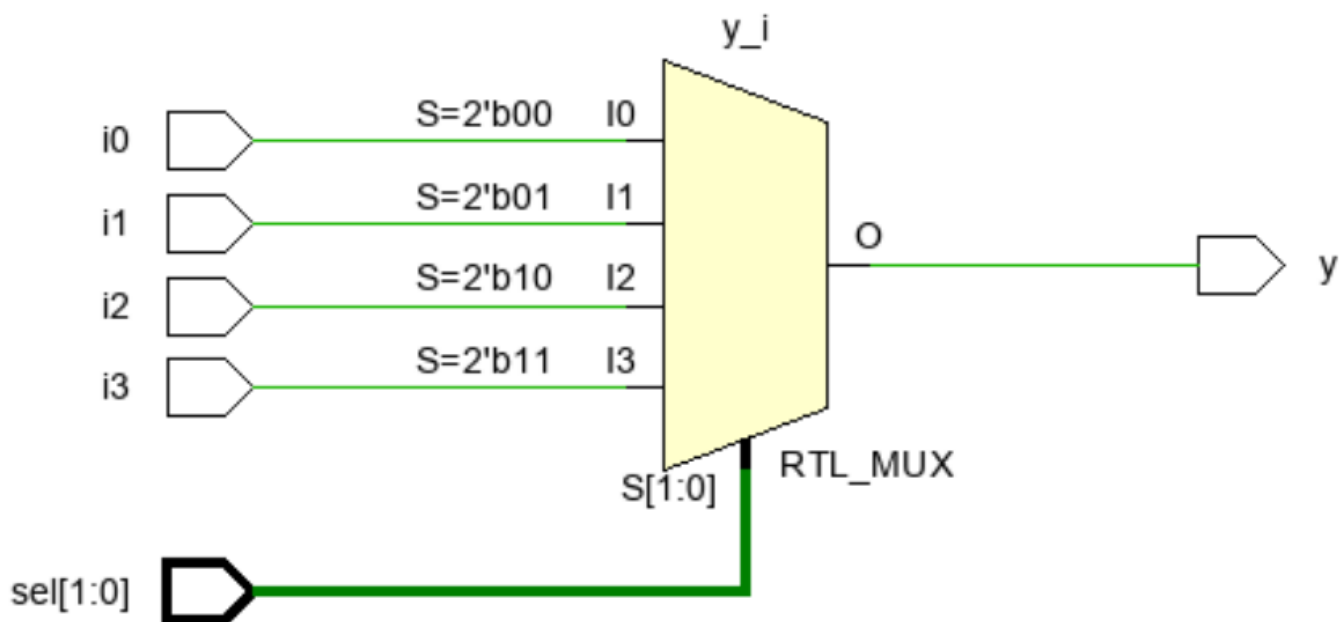 y_i
i0 S=2'b00 I0
i1 S=2'b01 I1
O
y
i2 S=2'b10 I2
i3 S=2'b11 I3
RTL_MUX
S[1:0]
sel[1:0]